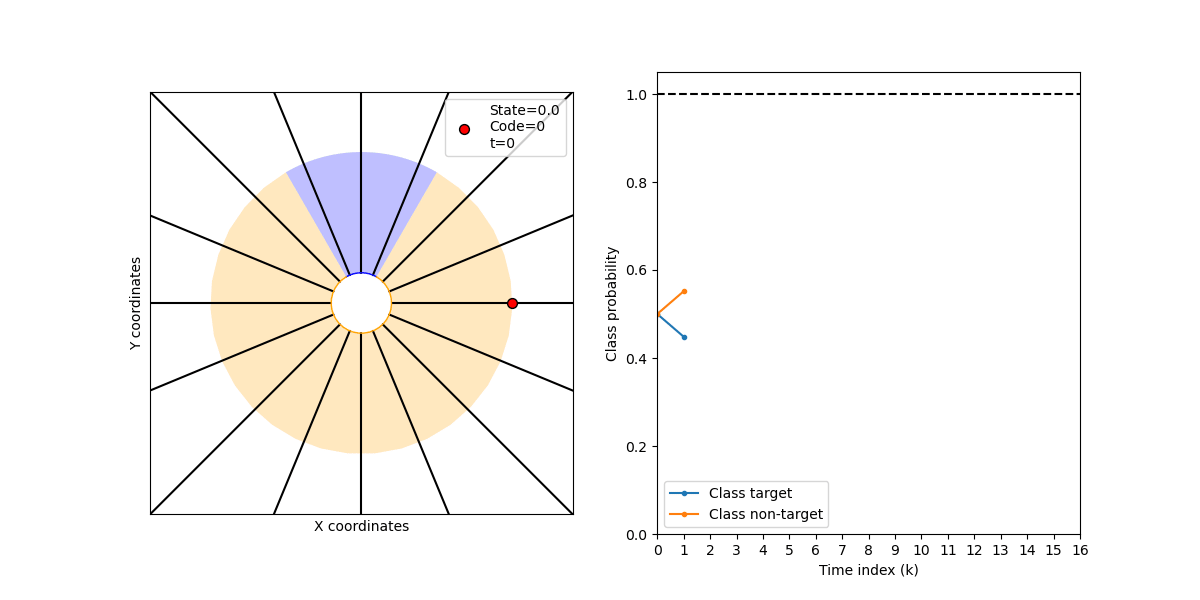 State=0.0
Code=0
t=0
Y coordinates
X coordinates
Class probability
1.0
0.8
0.6
0.4
0.2
0.0
Class target
Class non-target
0 1 2 3 4 5 6 7 8 9 10 11 12 13 14 15 16
Time index (k)